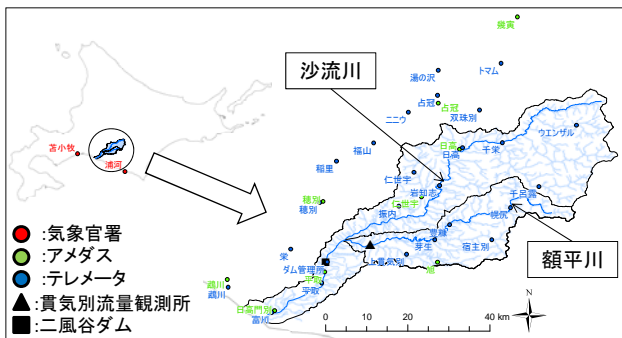 幾寅
トマム
湯の沢
占冠
占冠
双珠別
ニニウ
ウエンザル
沙流川
福山
日高
日高
千栄
稲里
仁世宇
岩知志
千呂露
穂別
穂別
仁世宇
振内
幌尻
豊糠
芽生
宿主別
上貫気別
旭
額平川
栄
ダム管理所
平取
平取
鵡川
鵡川
日高門別
富川
苫小牧
浦河
:気象官署
:アメダス
:テレメータ
:貫気別流量観測所
:二風谷ダム
0 10 20 40 km
N